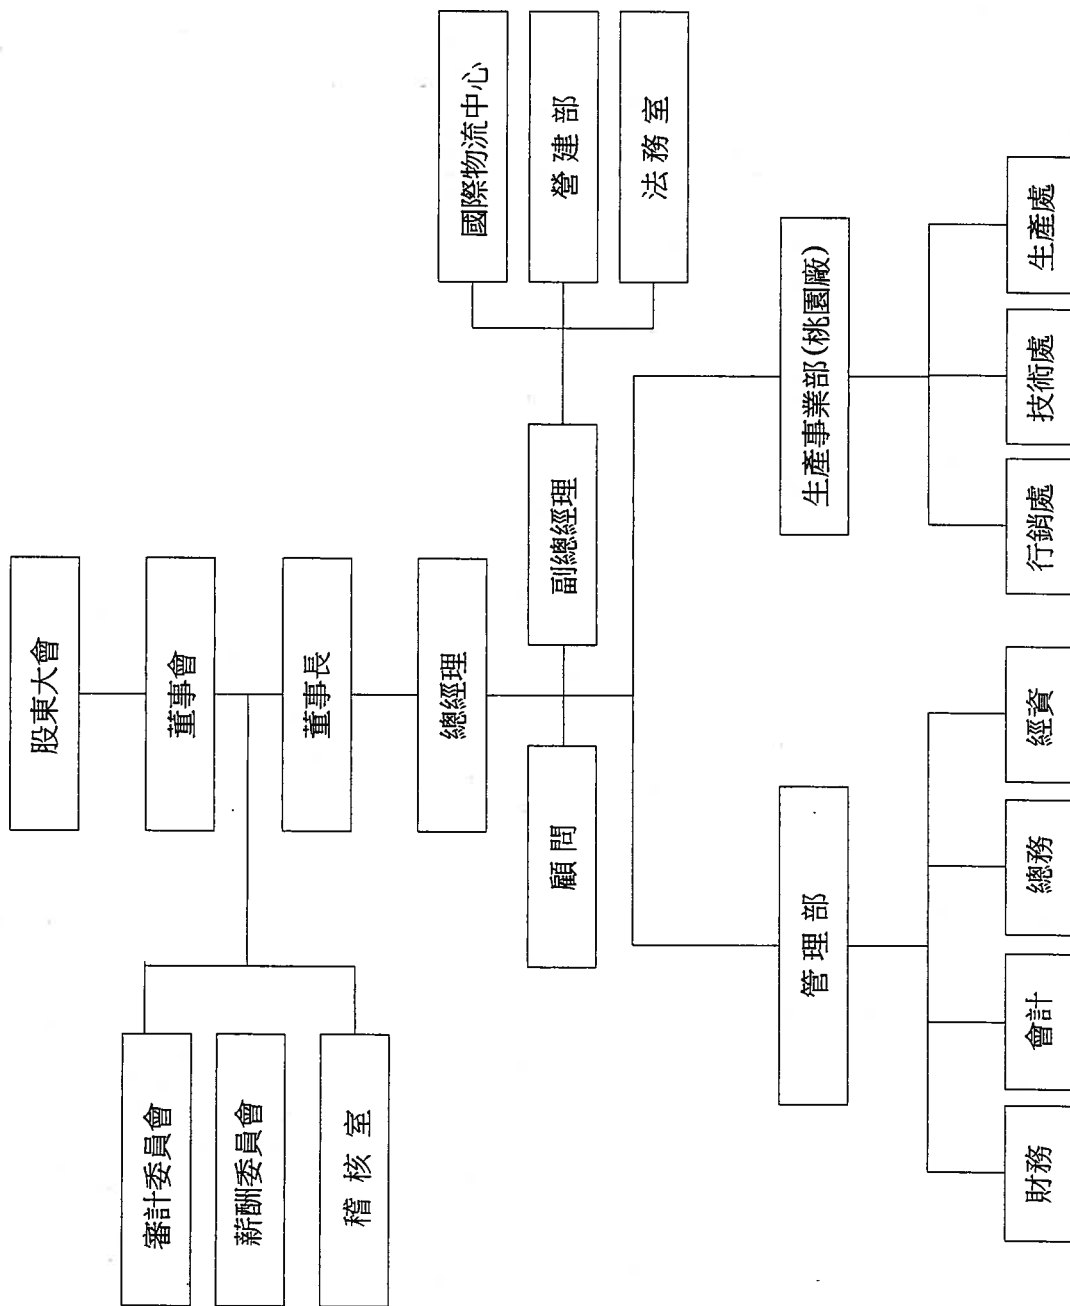 股東大會
董事會
審計委員會
薪酬委員會
稽核室
董事長
總經理
顧問
副總經理
國際物流中心
營建部
法務室
管理部
生產事業部(桃園廠)
財務
會計
總務
經資
行銷處
技術處
生產處